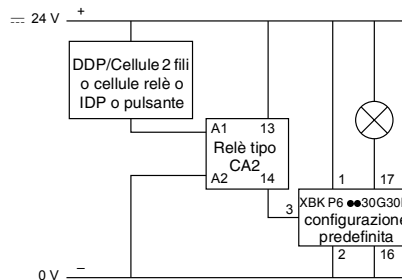 24 V
+
DDP/Cellule 2 fili
o cellule relè o
IDP o pulsante
A1 13
Relè tipo
CA2
A2 14
1 17
3
XBK P6 ●●30G30
configurazione
predefinita
2 16
0 V
–